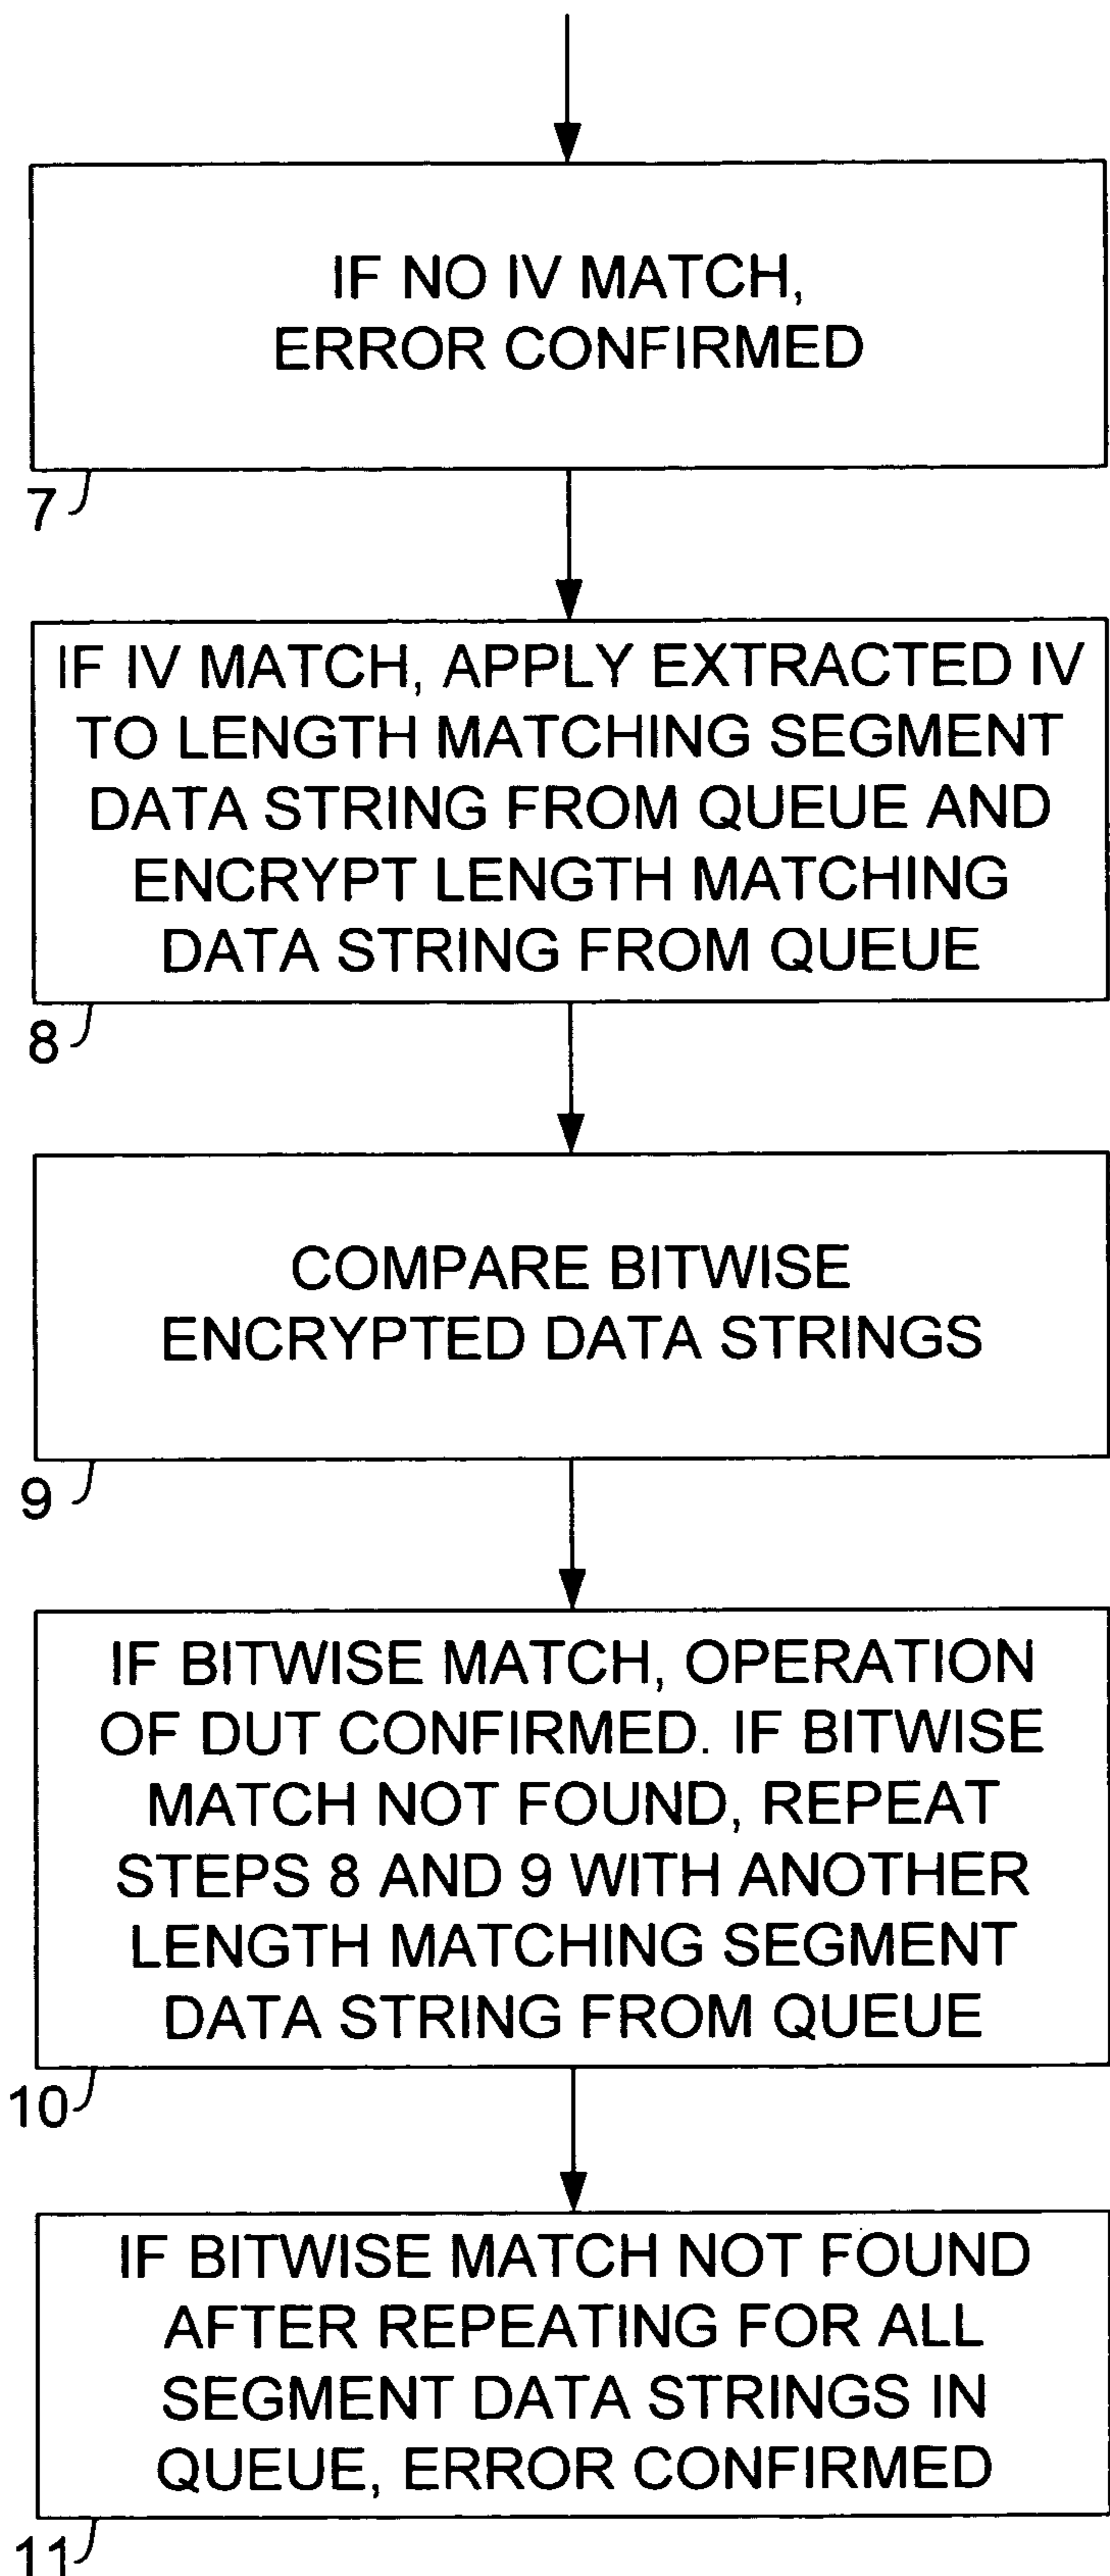 IF NO IV MATCH,
ERROR CONFIRMED
7
IF IV MATCH, APPLY EXTRACTED IV
TO LENGTH MATCHING SEGMENT
DATA STRING FROM QUEUE AND
ENCRYPT LENGTH MATCHING
DATA STRING FROM QUEUE
8
COMPARE BITWISE
ENCRYPTED DATA STRINGS
9
IF BITWISE MATCH, OPERATION
OF DUT CONFIRMED. IF BITWISE
MATCH NOT FOUND, REPEAT
STEPS 8 AND 9 WITH ANOTHER
LENGTH MATCHING SEGMENT
DATA STRING FROM QUEUE
10
IF BITWISE MATCH NOT FOUND
AFTER REPEATING FOR ALL
SEGMENT DATA STRINGS IN
QUEUE, ERROR CONFIRMED
11